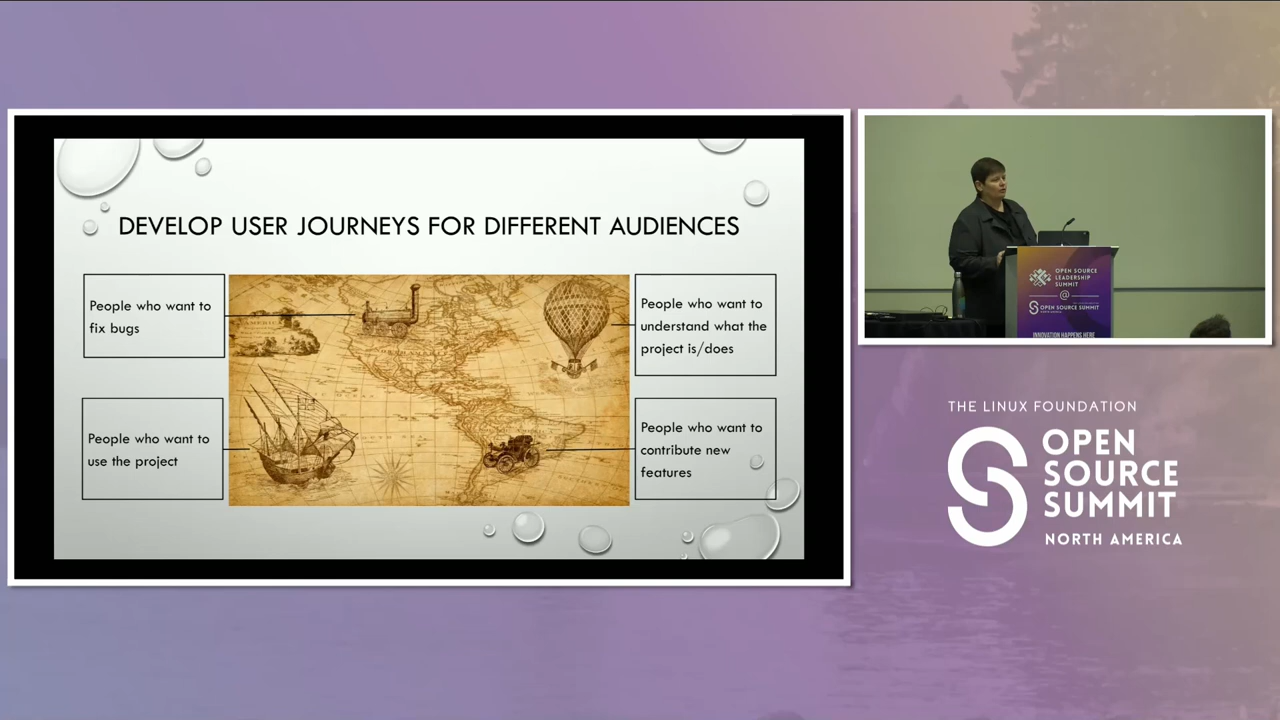 DEVELOP USER JOURNEYS FOR DIFFERENT AUDIENCES
People who want to
fix bugs
People who want to
use the project
People who want to
understand what the
project is/does
People who want to
contribute new
features
OPEN SOURCE
LEADERSHIP
SUMMIT
@
OPEN SOURCE SUMMIT
NORTH AMERICA
INNOVATION HAPPENS HERE
THE LINUX FOUNDATION
OPEN
SOURCE
SUMMIT
NORTH AMERICA